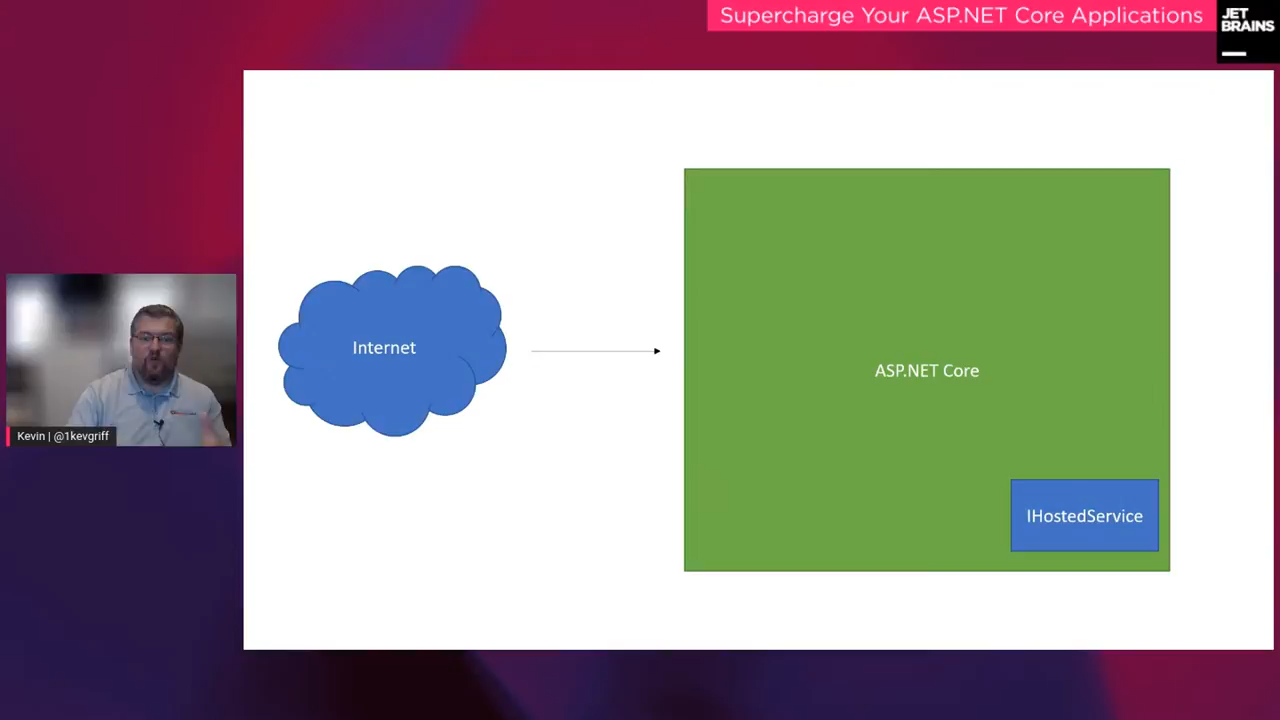 Supercharge Your ASP.NET Core Applications
JET
BRAINS
Internet
ASP.NET Core
IHostedService
Kevin | @1kevgriff